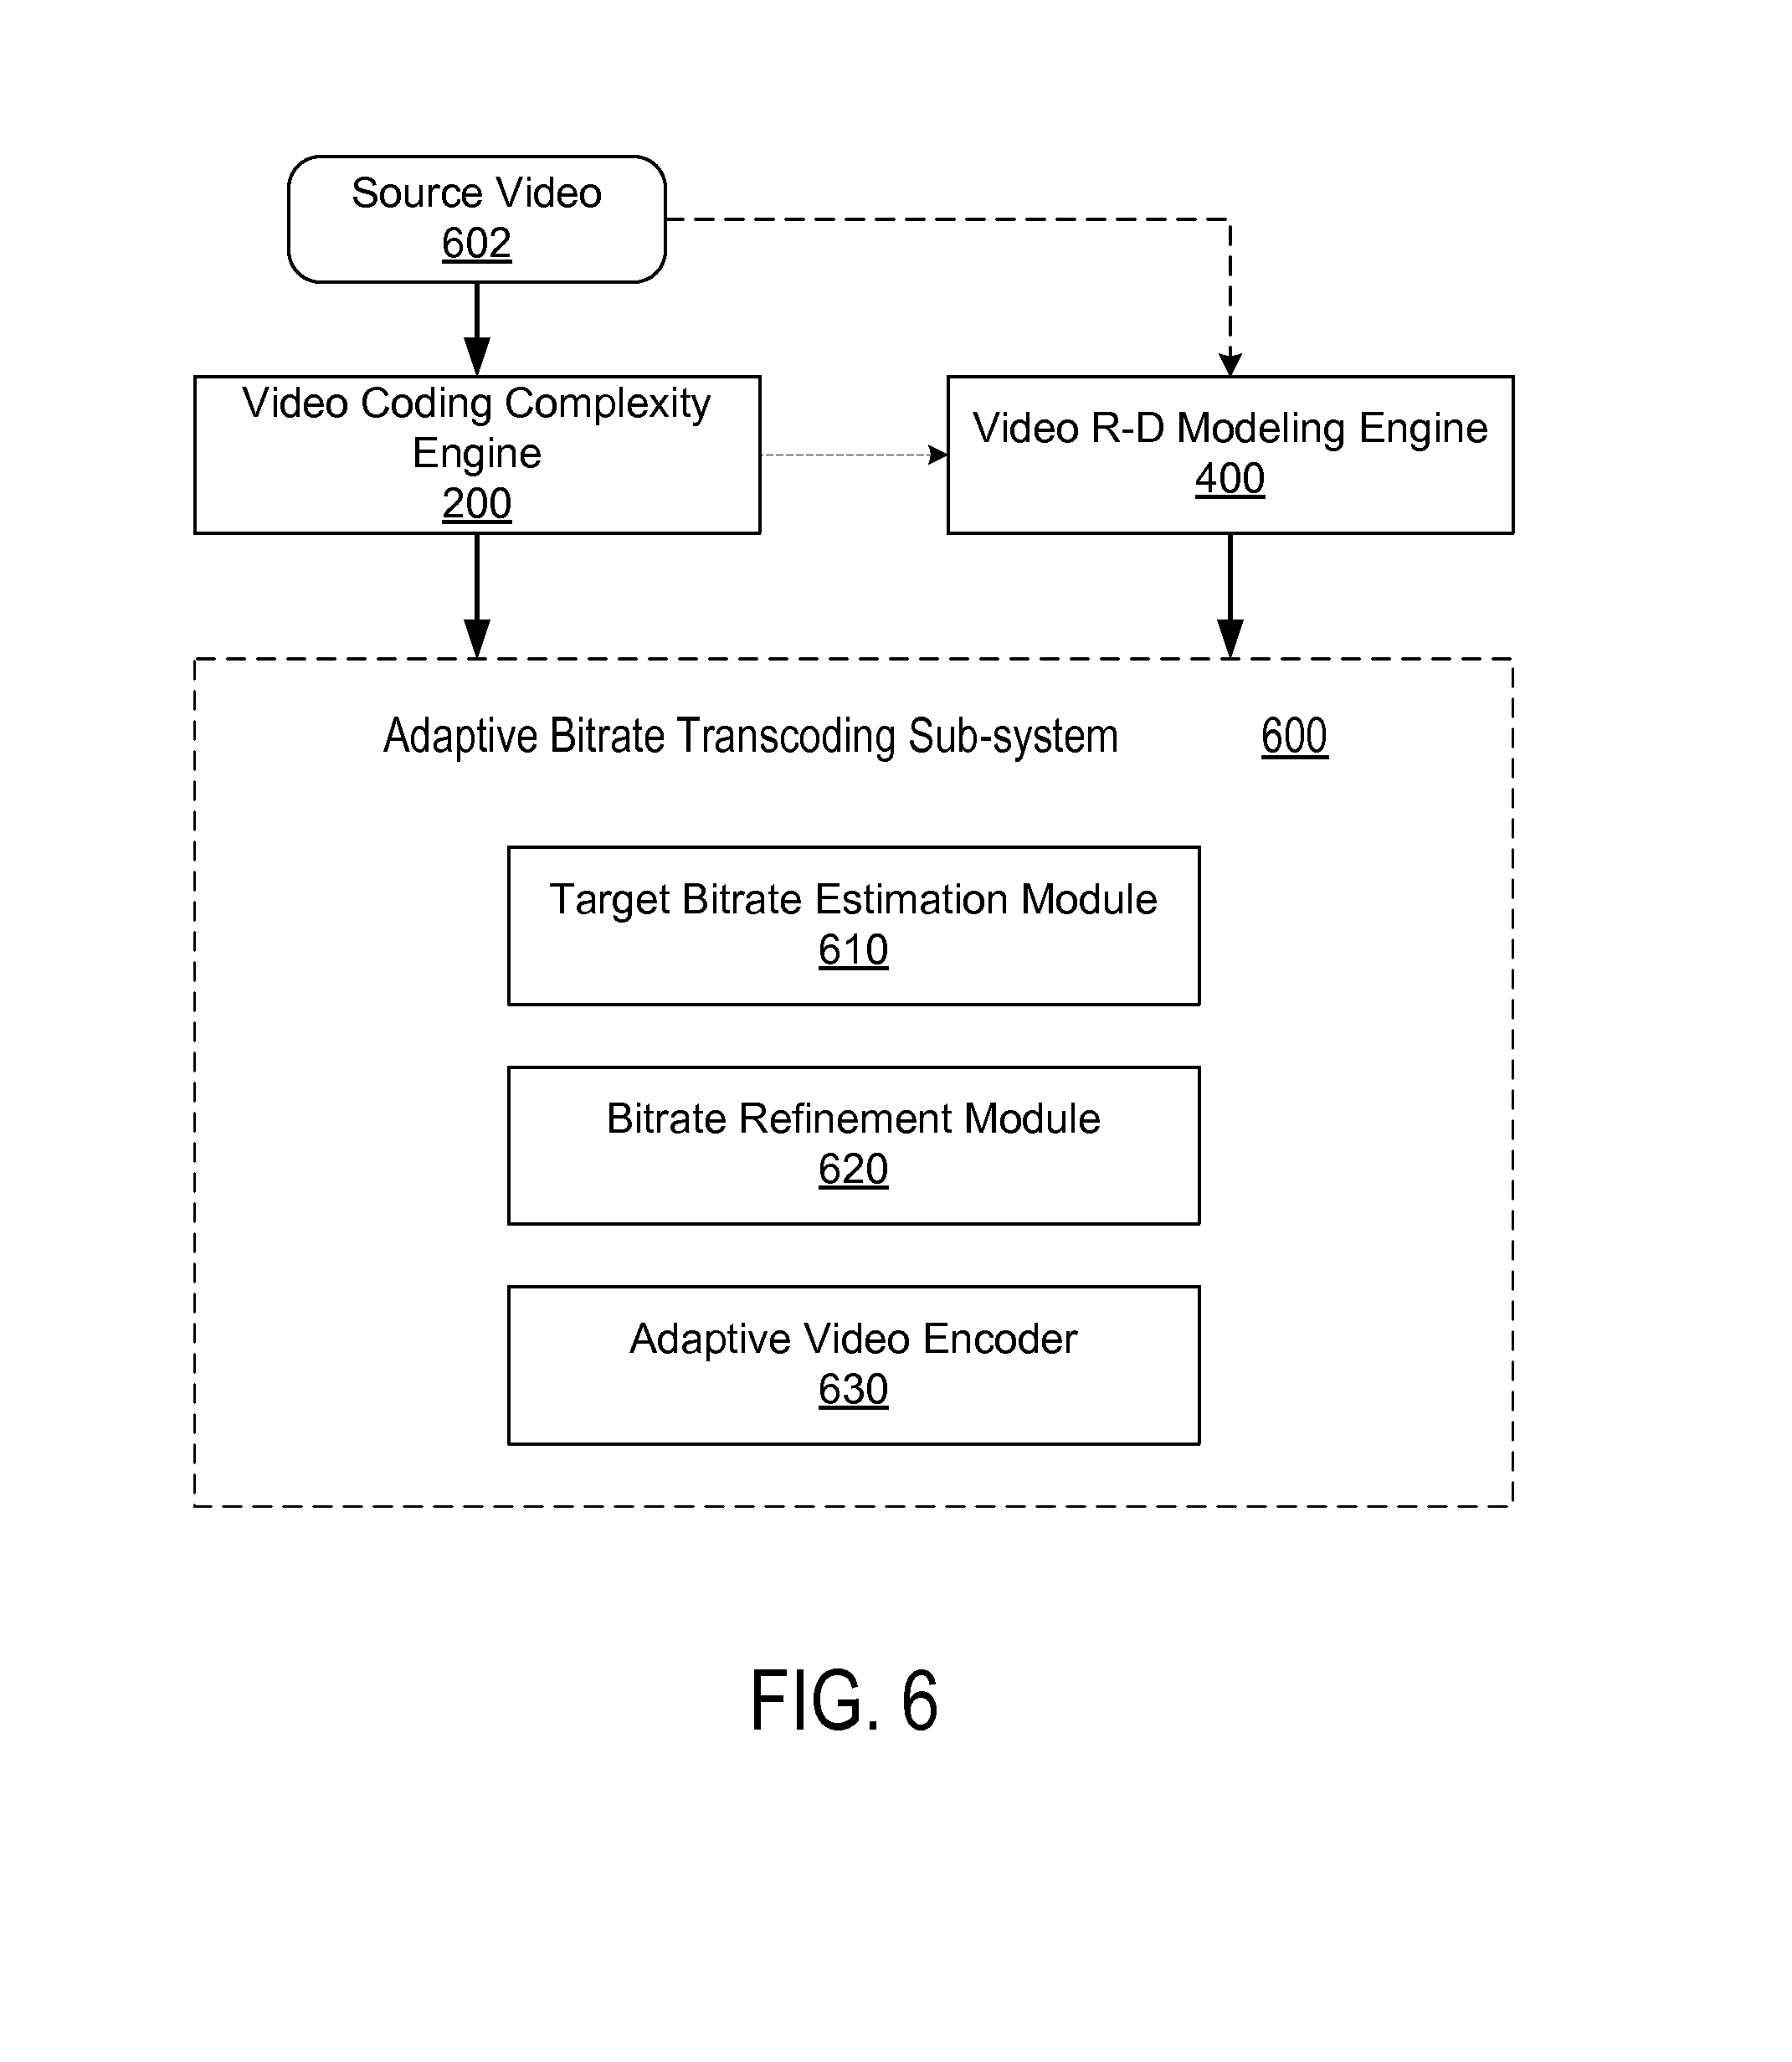 Source Video
602
Video Coding Complexity
Engine
200
Video R-D Modeling Engine
400
Adaptive Bitrate Transcoding Sub-system 600
Target Bitrate Estimation Module
610
Bitrate Refinement Module
620
Adaptive Video Encoder
630
FIG. 6